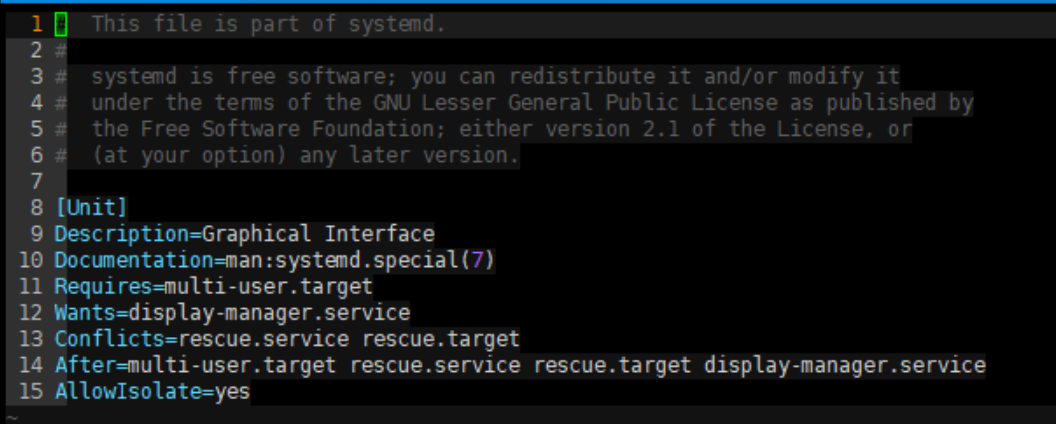 1 #  This file is part of systemd.
2 #
3 #  systemd is free software; you can redistribute it and/or modify it
4 #  under the terms of the GNU Lesser General Public License as published by
5 #  the Free Software Foundation; either version 2.1 of the License, or
6 #  (at your option) any later version.
7
8 [Unit]
9 Description=Graphical Interface
10 Documentation=man:systemd.special(7)
11 Requires=multi-user.target
12 Wants=display-manager.service
13 Conflicts=rescue.service rescue.target
14 After=multi-user.target rescue.service rescue.target display-manager.service
15 AllowIsolate=yes
~